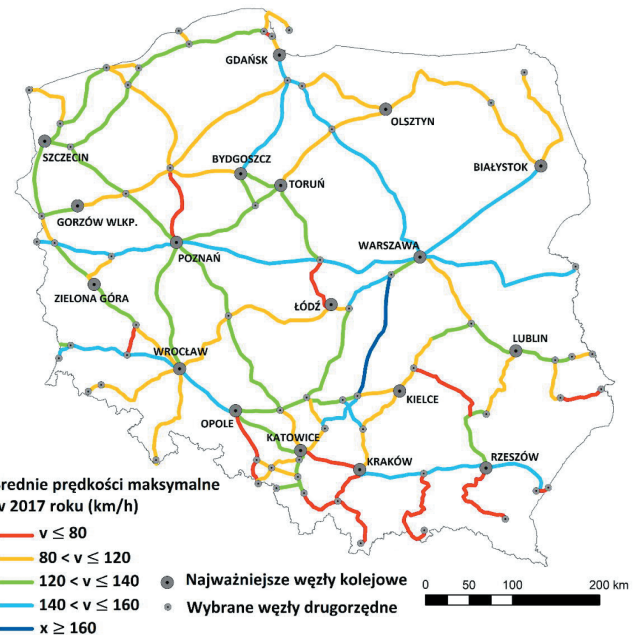 GDAŃSK
OLSZTYN
SZCZECIN
BYDGOSZCZ
TORUŃ
BIAŁYSTOK
GORZÓW WLKP.
POZNAŃ
WARSZAWA
ZIELONA GÓRA
ŁÓDŹ
WROCŁAW
LUBLIN
KIELCE
OPOLE
KATOWICE
KRAKÓW
RZESZÓW
rednie prędkości maksymalne
w 2017 roku (km/h)
v ≤ 80
80 < v ≤ 120
120 < v ≤ 140
140 < v ≤ 160
x ≥ 160
Najważniejsze węzły kolejowe
Wybrane węzły drugorzędne
0 50 100 200 km